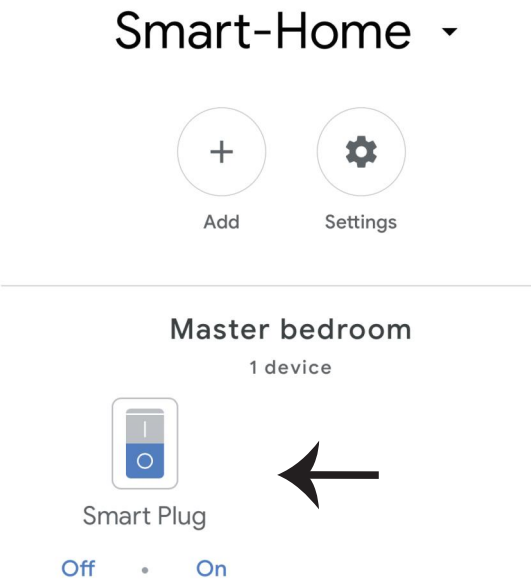 Smart-Home
Add Settings
Master bedroom
1 device
Smart Plug
Off • On